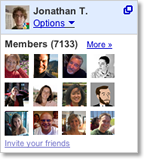 Jonathan T.
Options ▼
Members (7133) More »
Invite your friends